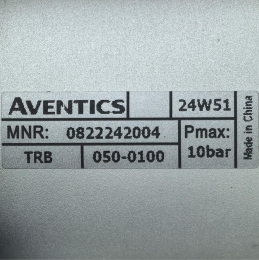 AVENTICS 24W51
MNR: 0822242004 Pmax:
TRB 050-0100 10bar
Made in China